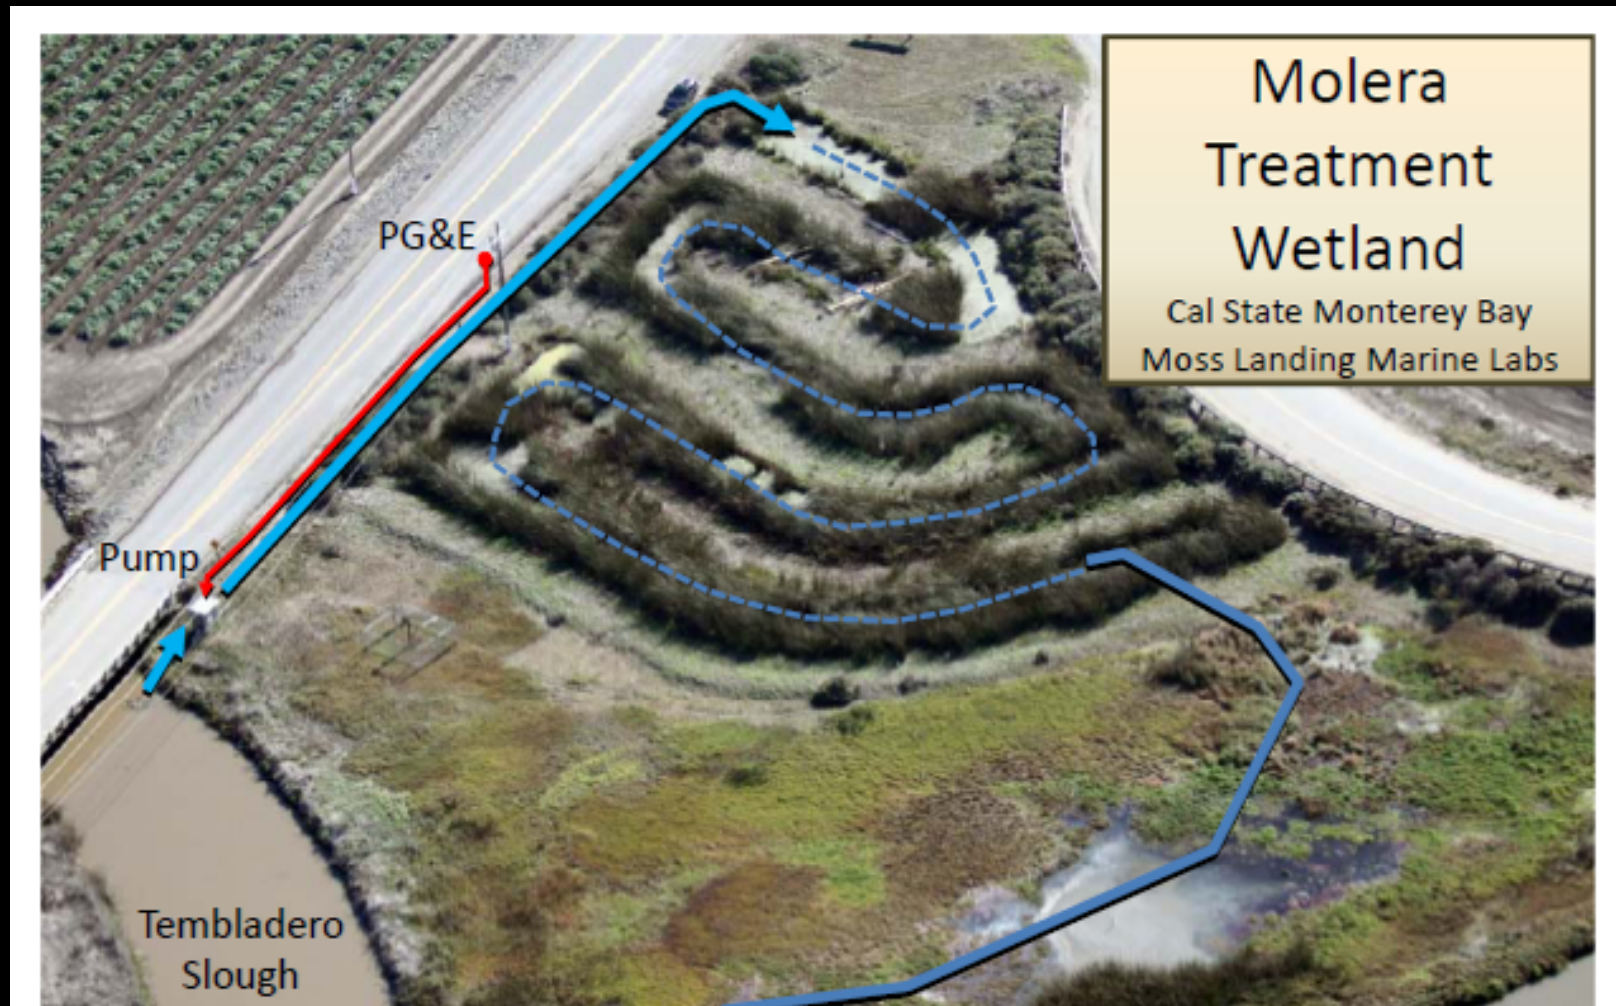 Molera
Treatment
Wetland
Cal State Monterey Bay
Moss Landing Marine Labs
PG&E
Pump
Tembladero
Slough